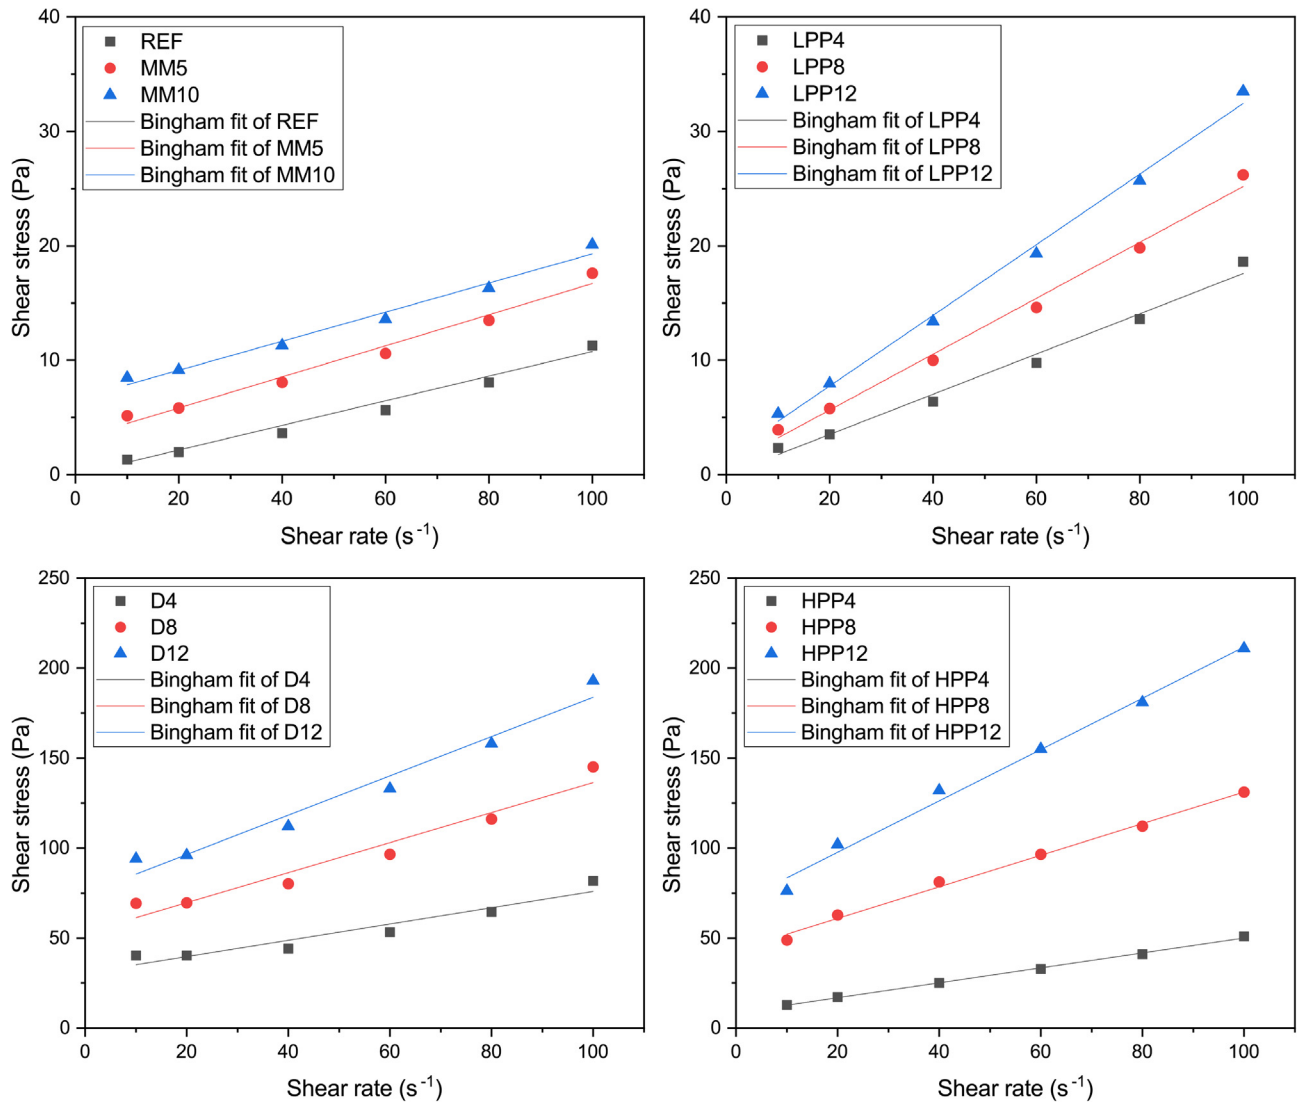 40
30
20
10
0
Shear stress (Pa)
REF
MM5
MM10
Bingham fit of REF
Bingham fit of MM5
Bingham fit of MM10
0 20 40 60 80 100
Shear rate (s⁻¹)
40
30
20
10
0
Shear stress (Pa)
LPP4
LPP8
LPP12
Bingham fit of LPP4
Bingham fit of LPP8
Bingham fit of LPP12
0 20 40 60 80 100
Shear rate (s⁻¹)
250
200
150
100
50
0
Shear stress (Pa)
D4
D8
D12
Bingham fit of D4
Bingham fit of D8
Bingham fit of D12
0 20 40 60 80 100
Shear rate (s⁻¹)
250
200
150
100
50
0
Shear stress (Pa)
HPP4
HPP8
HPP12
Bingham fit of HPP4
Bingham fit of HPP8
Bingham fit of HPP12
0 20 40 60 80 100
Shear rate (s⁻¹)